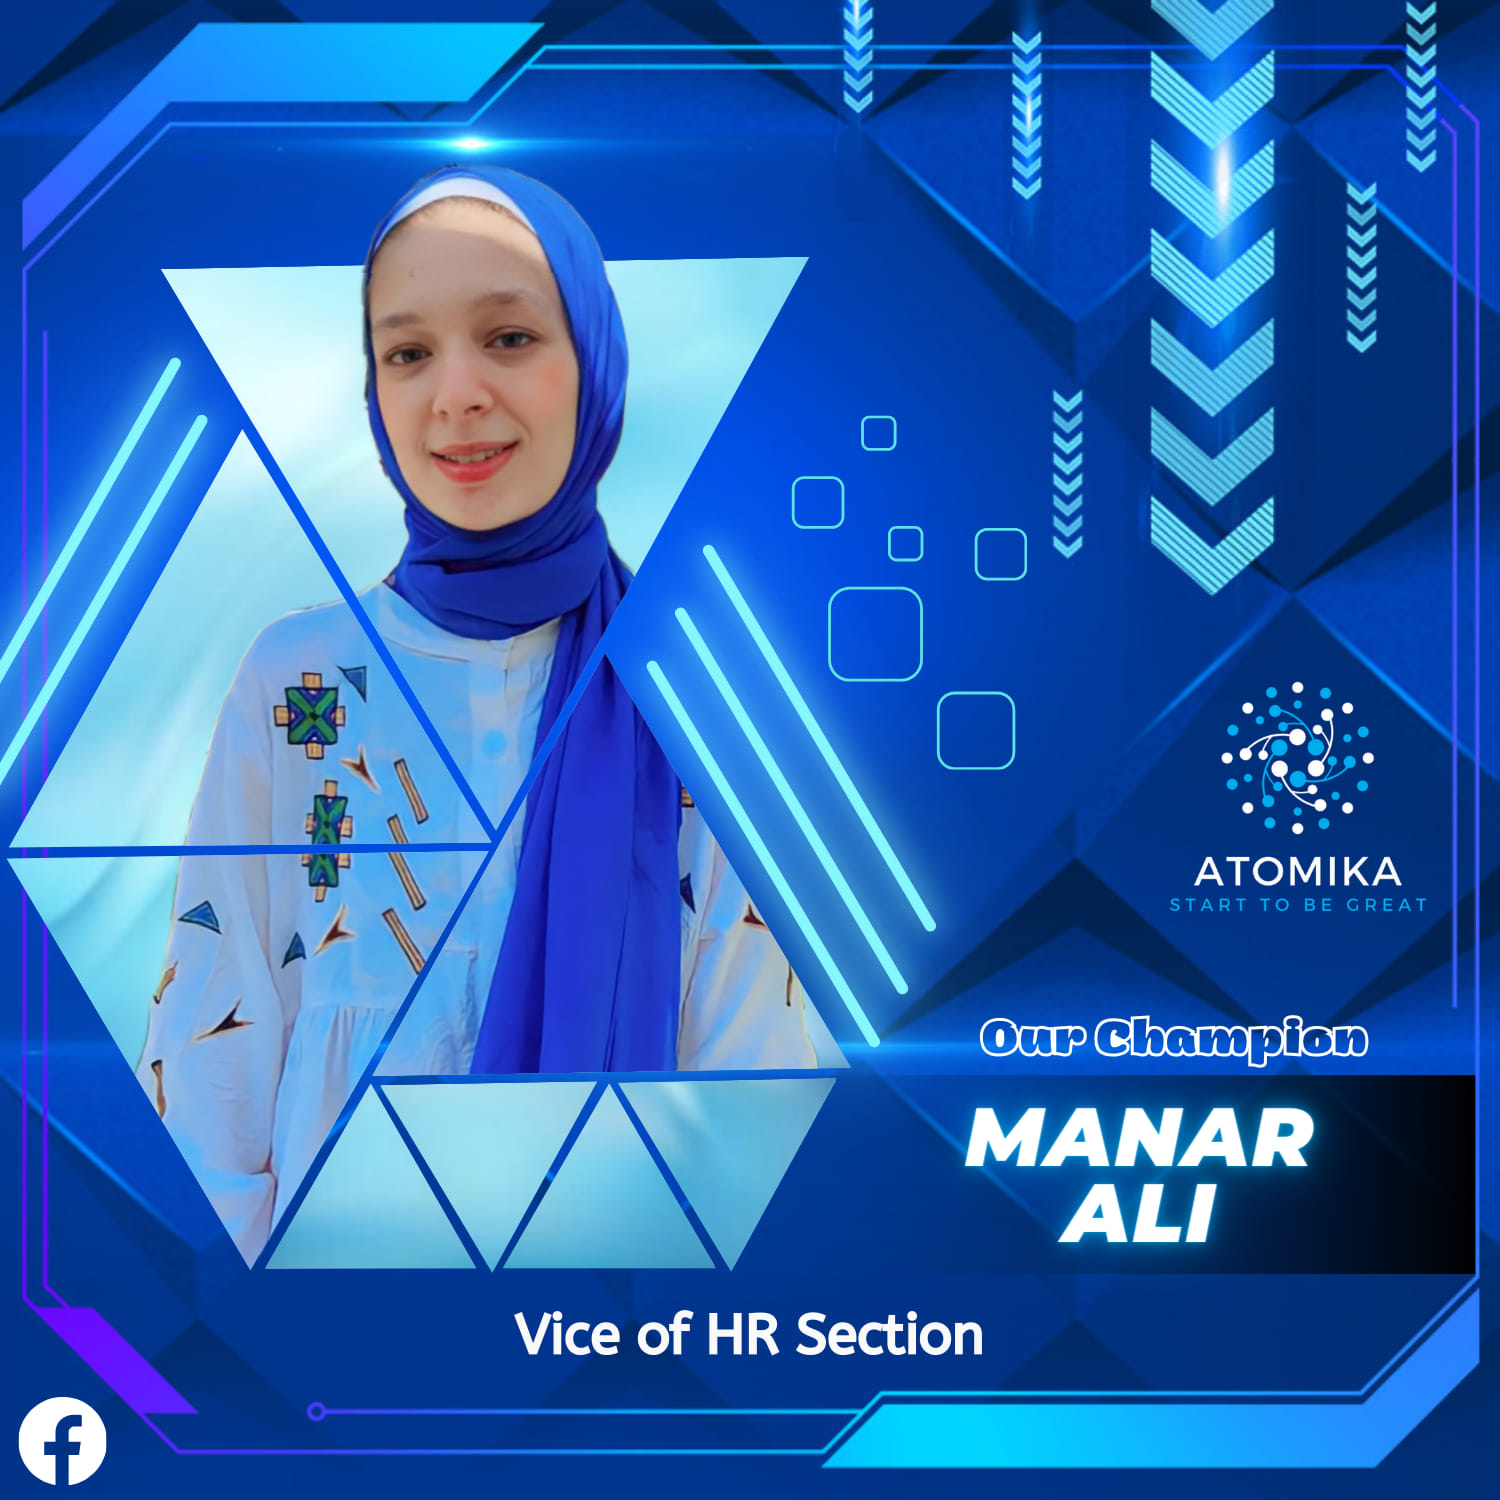 ATOMIKA
START TO BE GREAT
Our Champion
MANAR
ALI
Vice of HR Section